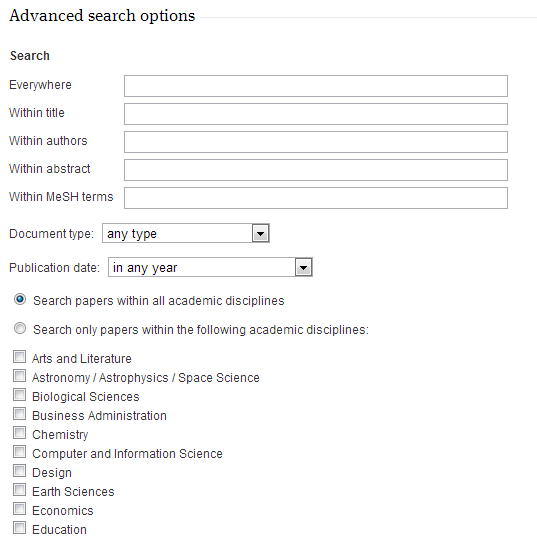 Advanced search options
Search
Everywhere
Within title
Within authors
Within abstract
Within MeSH terms
Document type: any type
Publication date: in any year
Search papers within all academic disciplines
Search only papers within the following academic disciplines:
Arts and Literature
Astronomy / Astrophysics / Space Science
Biological Sciences
Business Administration
Chemistry
Computer and Information Science
Design
Earth Sciences
Economics
Education